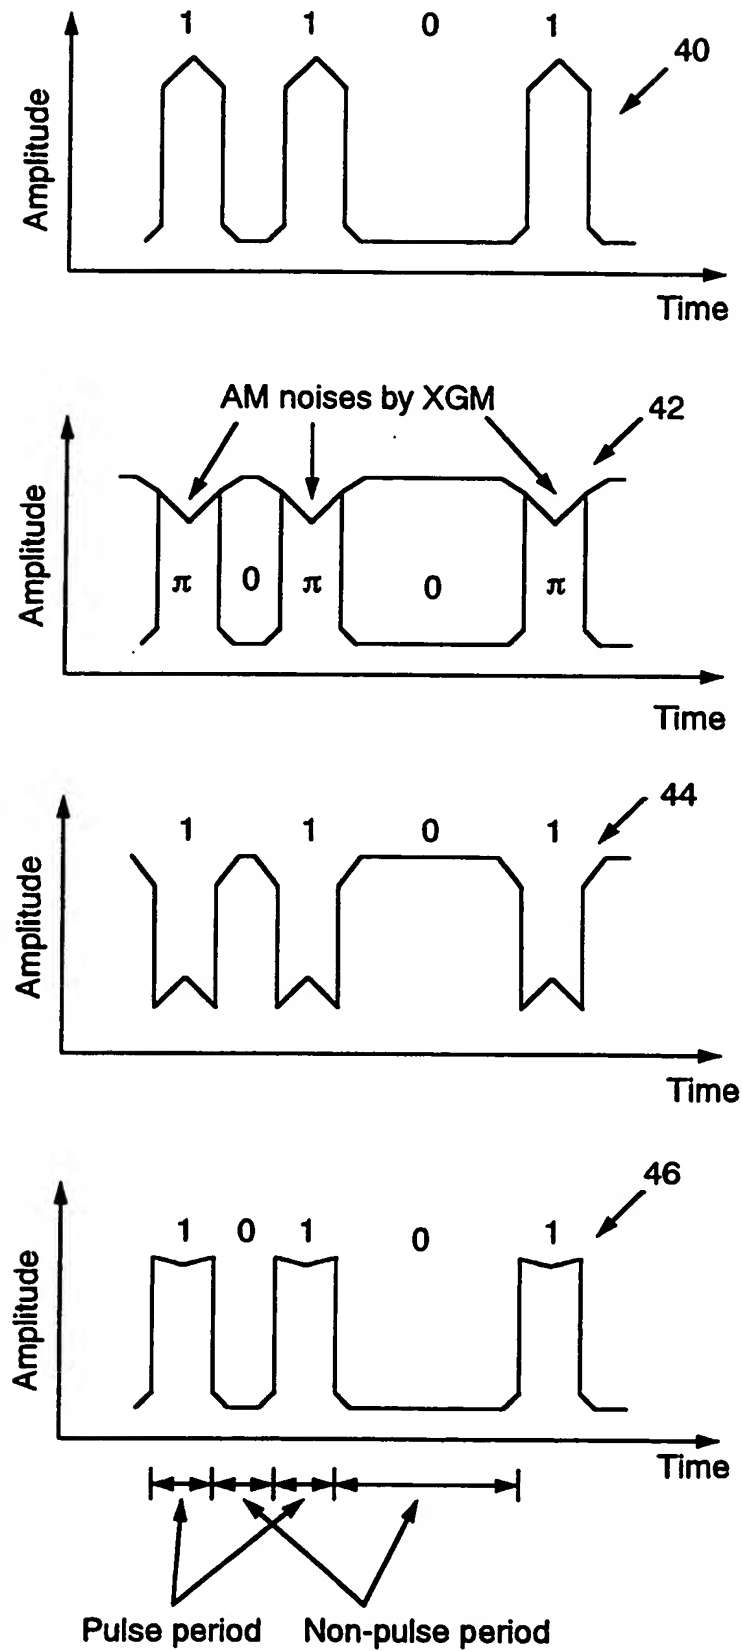 1 1 0 1
40
Amplitude
Time
AM noises by XGM
42
Amplitude
π 0 π 0 π
Time
44
1 1 0 1
Amplitude
Time
46
1 0 1 0 1
Amplitude
Time
Pulse period Non-pulse period